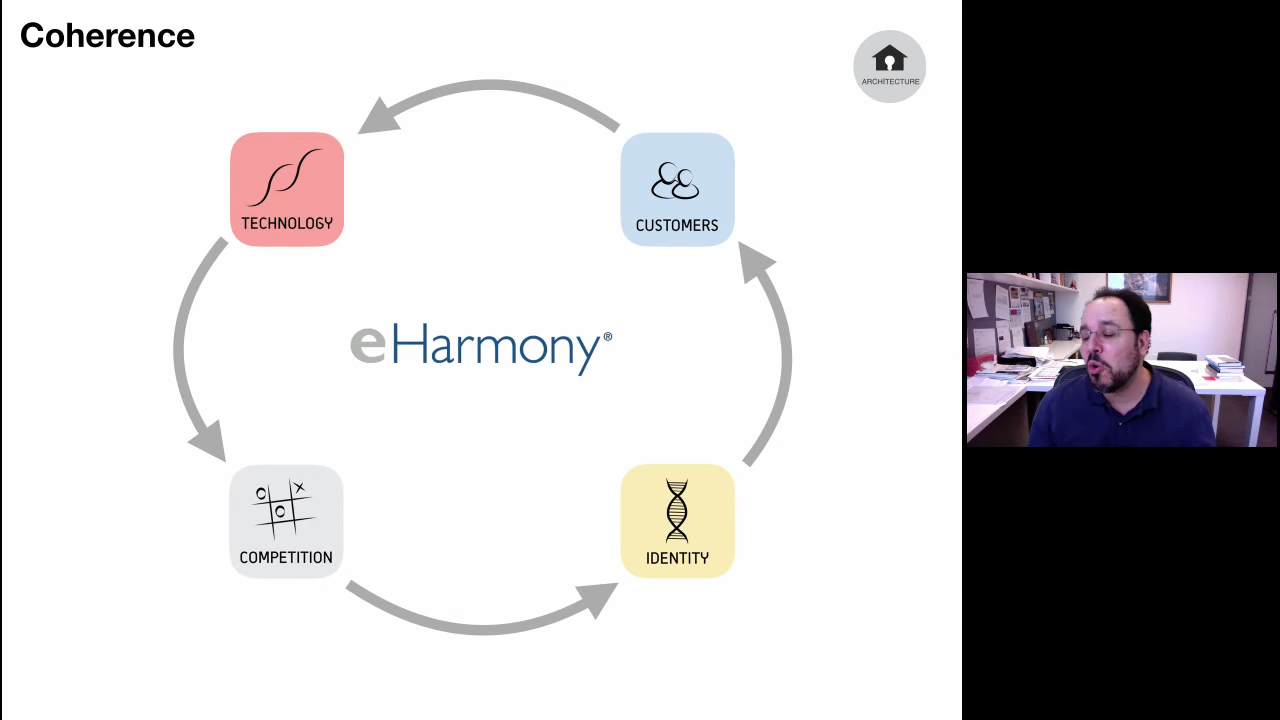 Coherence
ARCHITECTURE
TECHNOLOGY
CUSTOMERS
eHarmony®
COMPETITION
IDENTITY